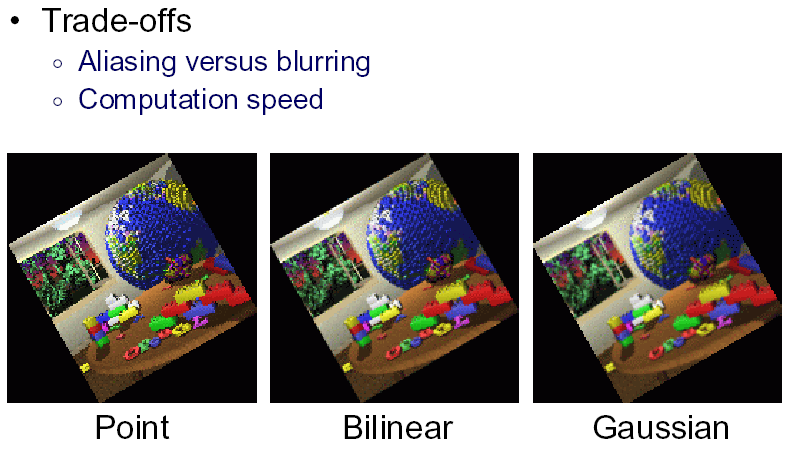 • Trade-offs
○ Aliasing versus blurring
○ Computation speed
Point Bilinear Gaussian